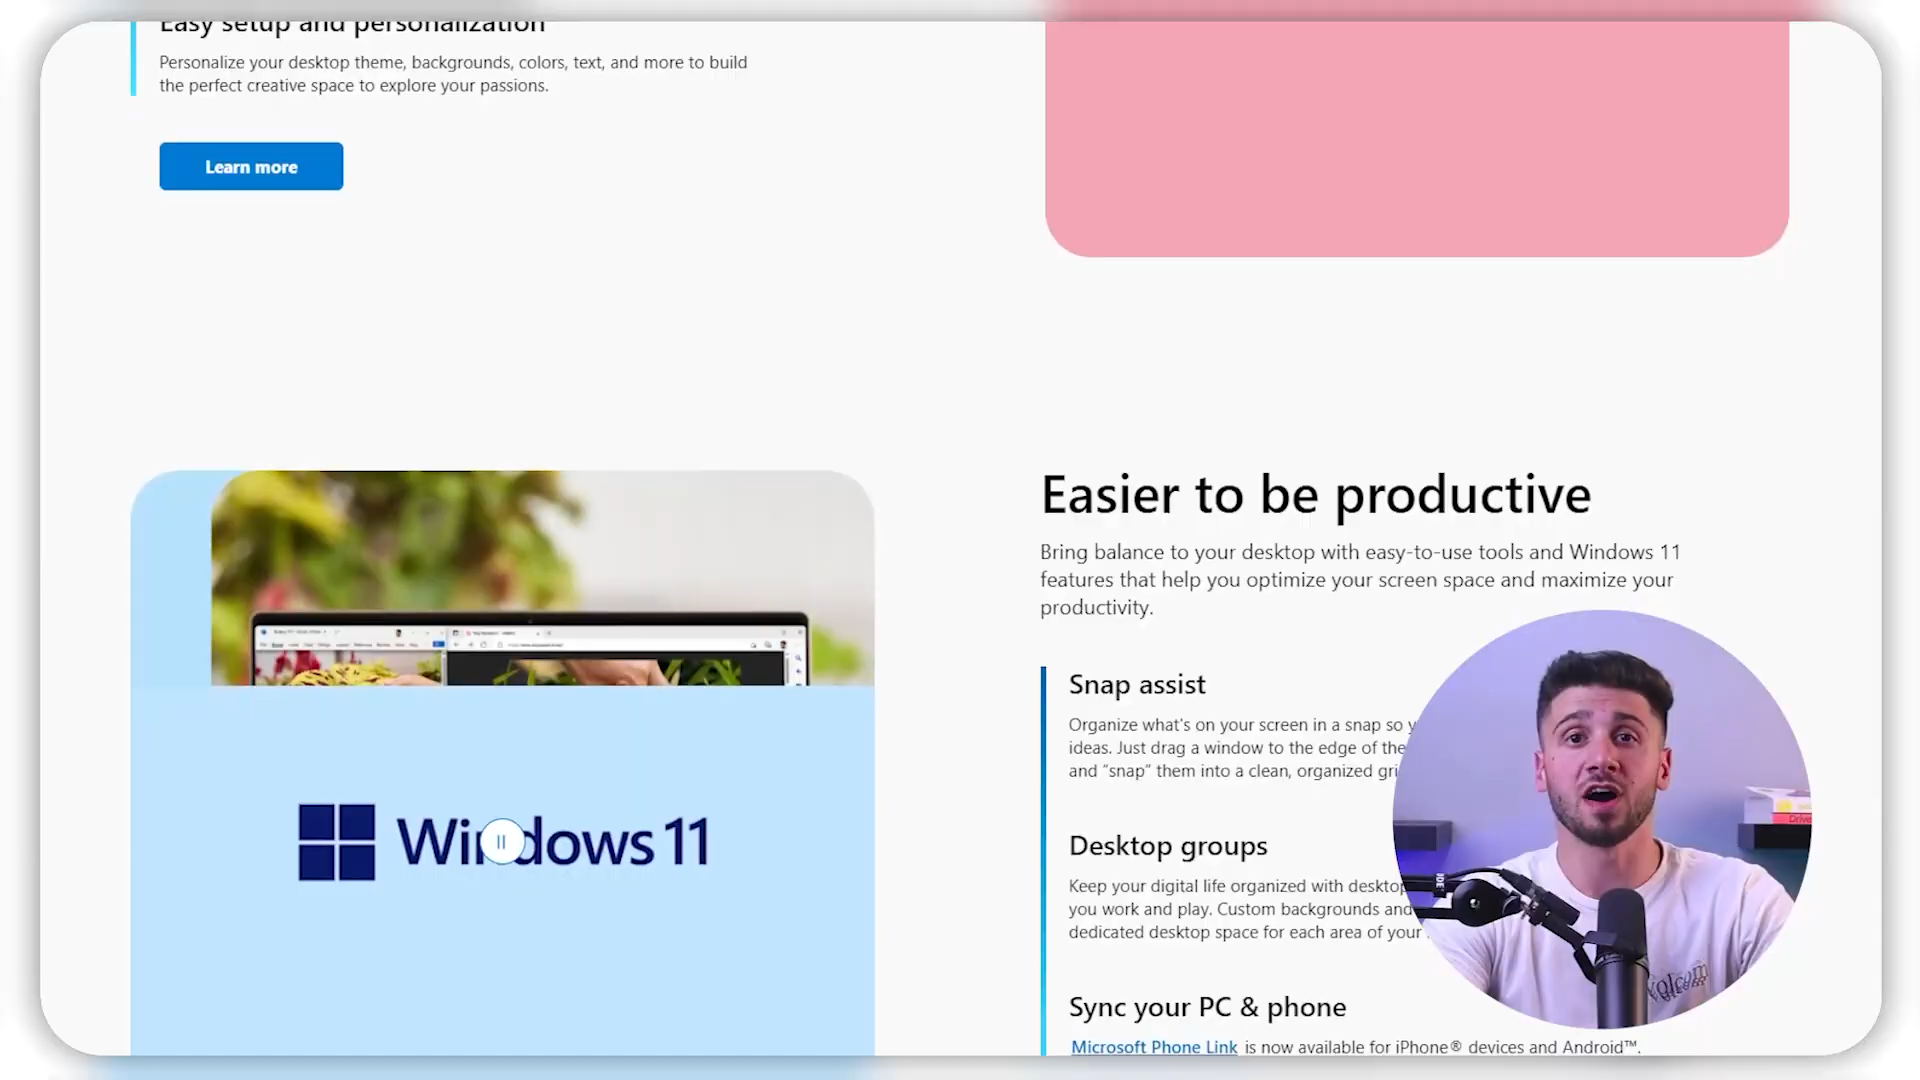 Easy setup and personalization
Personalize your desktop theme, backgrounds, colors, text, and more to build
the perfect creative space to explore your passions.
Learn more
Easier to be productive
Bring balance to your desktop with easy-to-use tools and Windows 11
features that help you optimize your screen space and maximize your
productivity.
Snap assist
Organize what's on your screen in a snap so
ideas. Just drag a window to the edge of the
and “snap” them into a clean, organized
Desktop groups
Keep your digital life organized with desktop
you work and play. Custom backgrounds and
dedicated desktop space for each area of your
Sync your PC & phone
Microsoft Phone Link is now available for iPhone® devices and Android™.
Windows 11
Drive
volcom